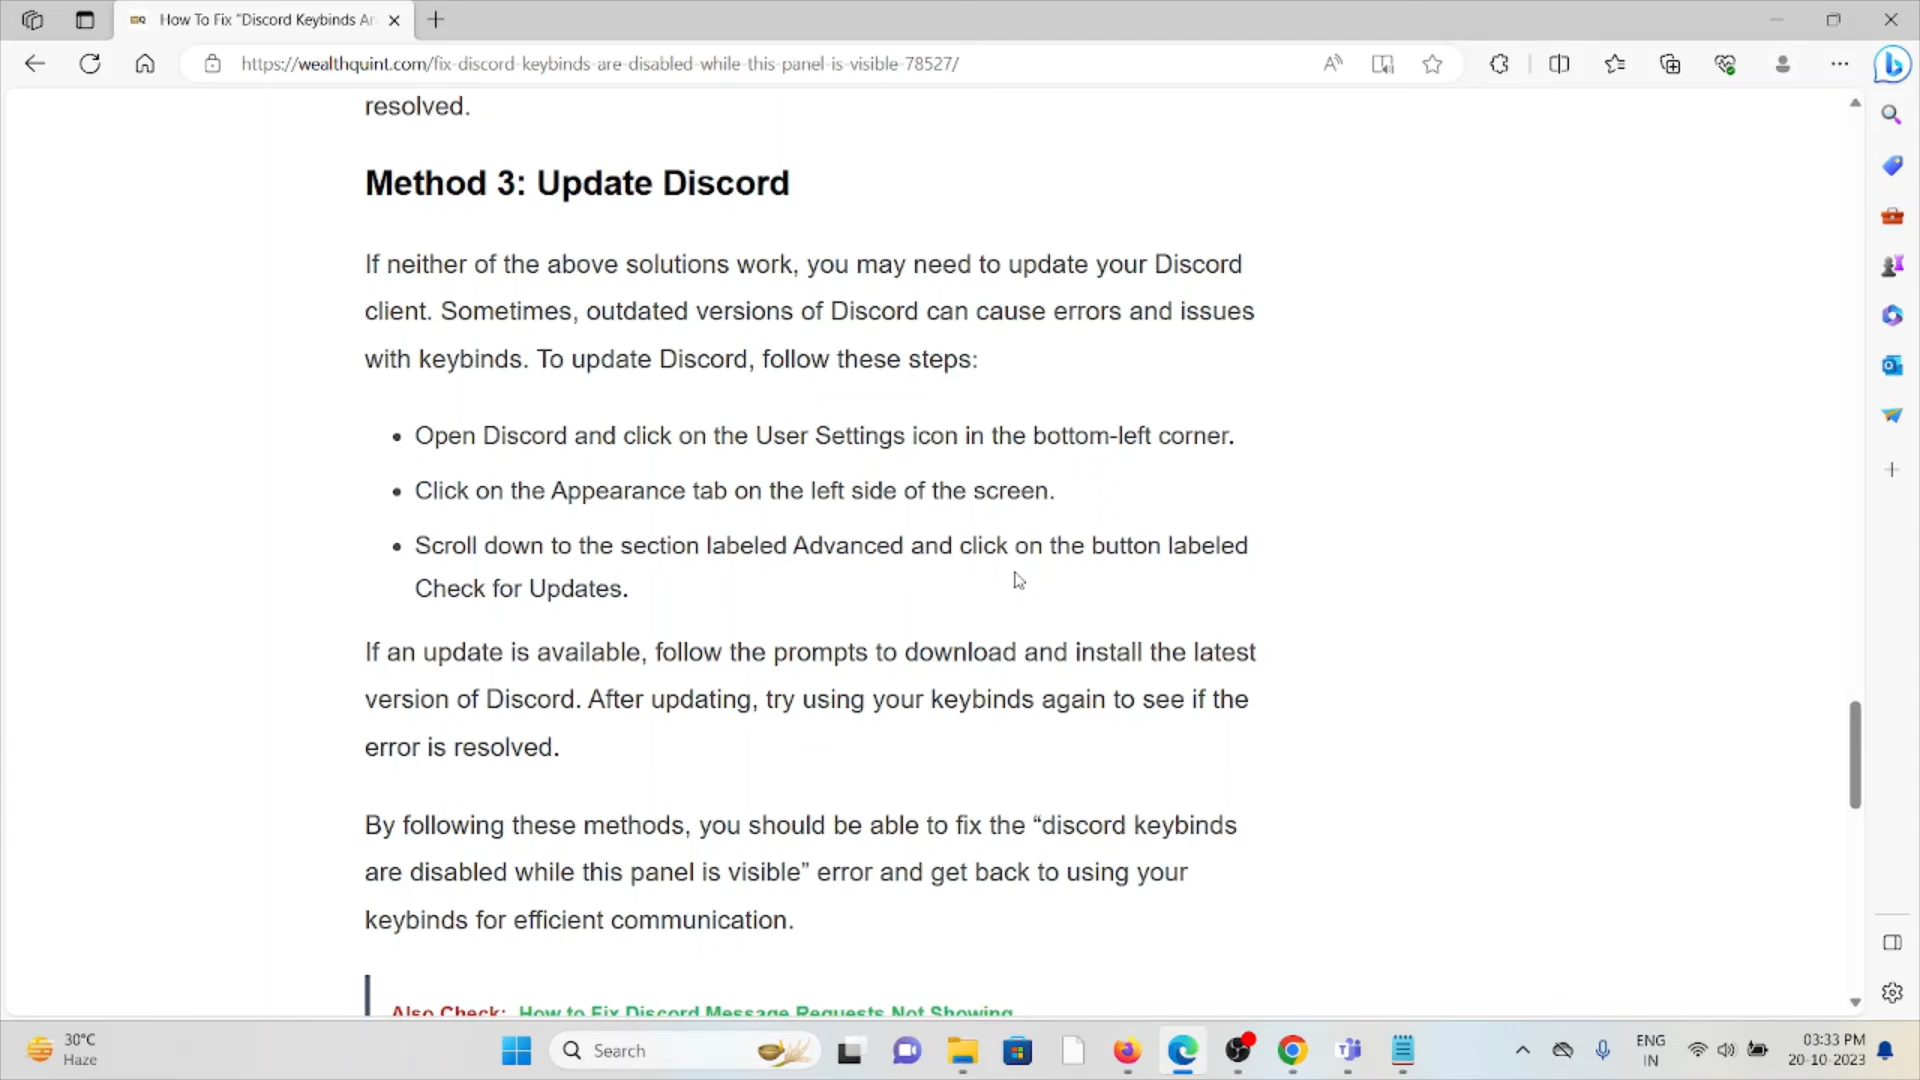 How To Fix "Discord Keybinds Ar
https://wealthquint.com/fix-discord-keybinds-are-disabled-while-this-panel-is-visible-78527/
resolved.
Method 3: Update Discord
If neither of the above solutions work, you may need to update your Discord
client. Sometimes, outdated versions of Discord can cause errors and issues
with keybinds. To update Discord, follow these steps:
• Open Discord and click on the User Settings icon in the bottom-left corner.
• Click on the Appearance tab on the left side of the screen.
• Scroll down to the section labeled Advanced and click on the button labeled
Check for Updates.
If an update is available, follow the prompts to download and install the latest
version of Discord. After updating, try using your keybinds again to see if the
error is resolved.
By following these methods, you should be able to fix the “discord keybinds
are disabled while this panel is visible” error and get back to using your
keybinds for efficient communication.
Also Check: How to Fix Discord Message Requests Not Showing
30°C
Haze
Search
ENG
IN
03:33 PM
20-10-2023